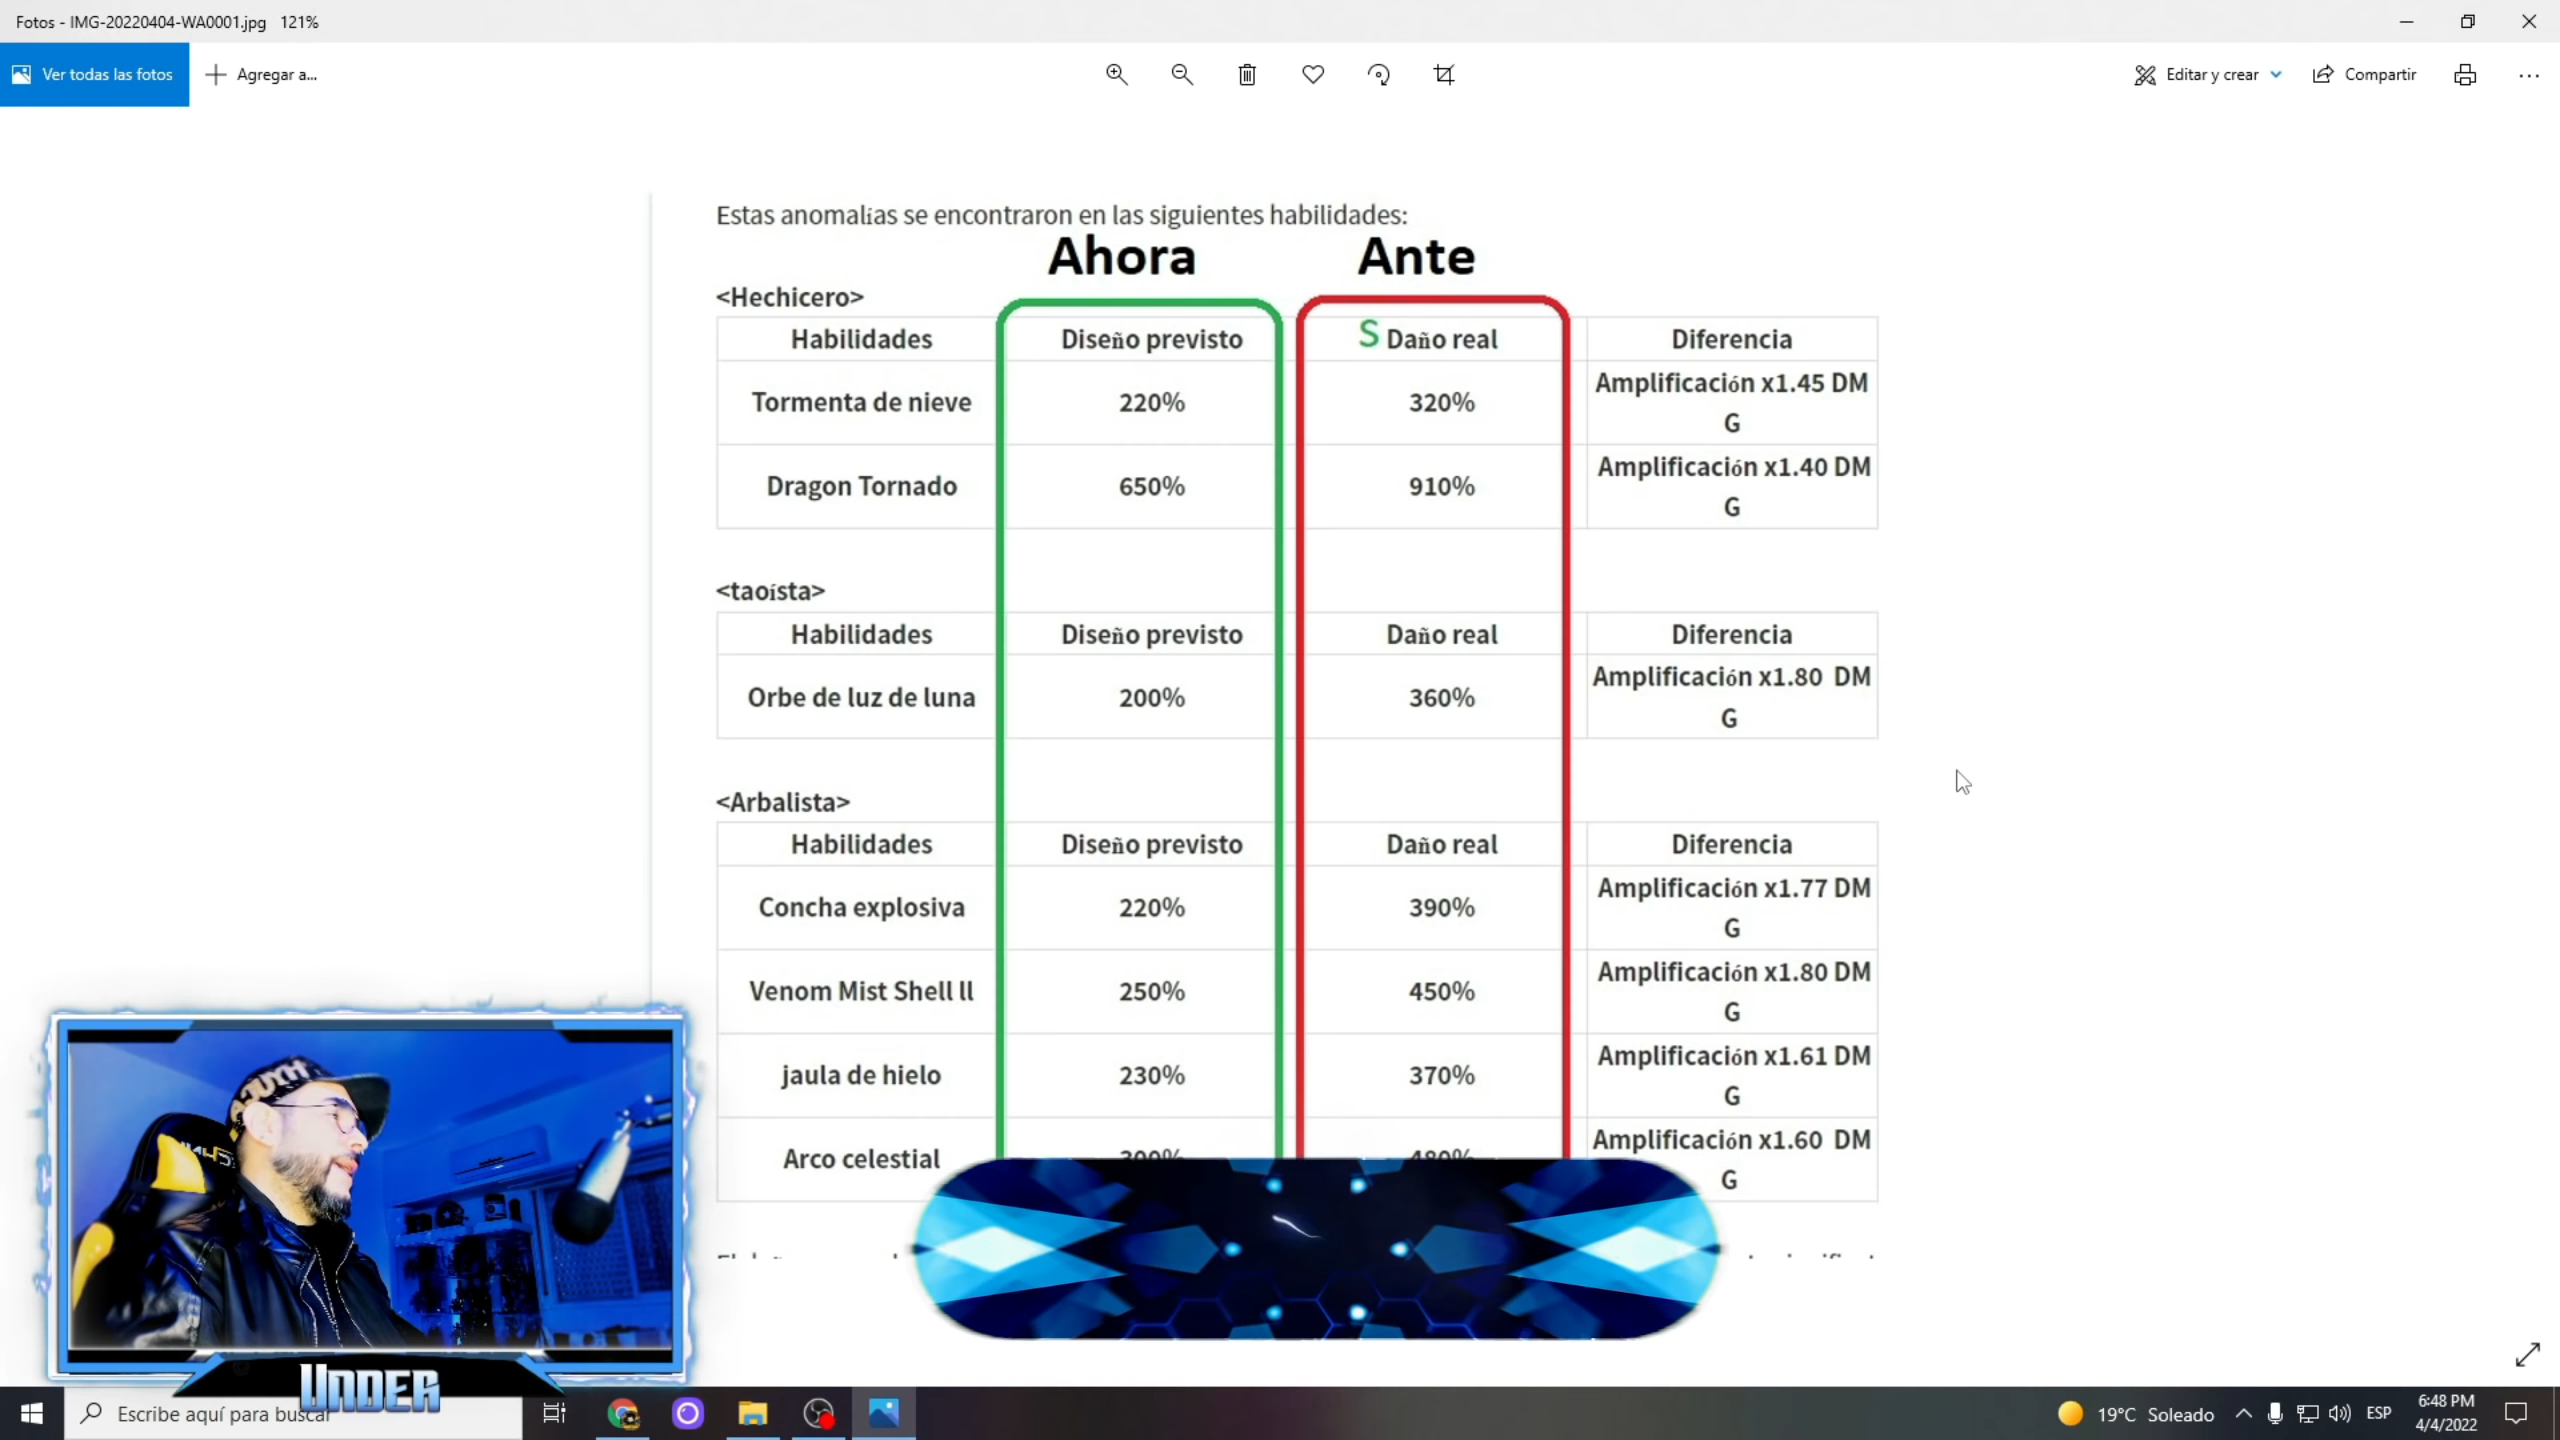 Fotos - IMG-20220404-WA0001.jpg 121%
Ver todas las fotos
Agregar a...
Editar y crear
Compartir
Estas anomalías se encontraron en las siguientes habilidades:
Ahora Ante
<Hechicero>
Habilidades Diseño previsto S Daño real Diferencia
Tormenta de nieve 220% 320% Amplificación x1.45 DM
G
Dragon Tornado 650% 910% Amplificación x1.40 DM
G
<taoísta>
Habilidades Diseño previsto Daño real Diferencia
Orbe de luz de luna 200% 360% Amplificación x1.80 DM
G
<Arbalista>
Habilidades Diseño previsto Daño real Diferencia
Concha explosiva 220% 390% Amplificación x1.77 DM
G
Venom Mist Shell ll 250% 450% Amplificación x1.80 DM
G
jaula de hielo 230% 370% Amplificación x1.61 DM
G
Arco celestial 300% 480% Amplificación x1.60 DM
G
UNDER
Escribe aquí para buscar
19°C Soleado
ESP
6:48 PM
4/4/2022